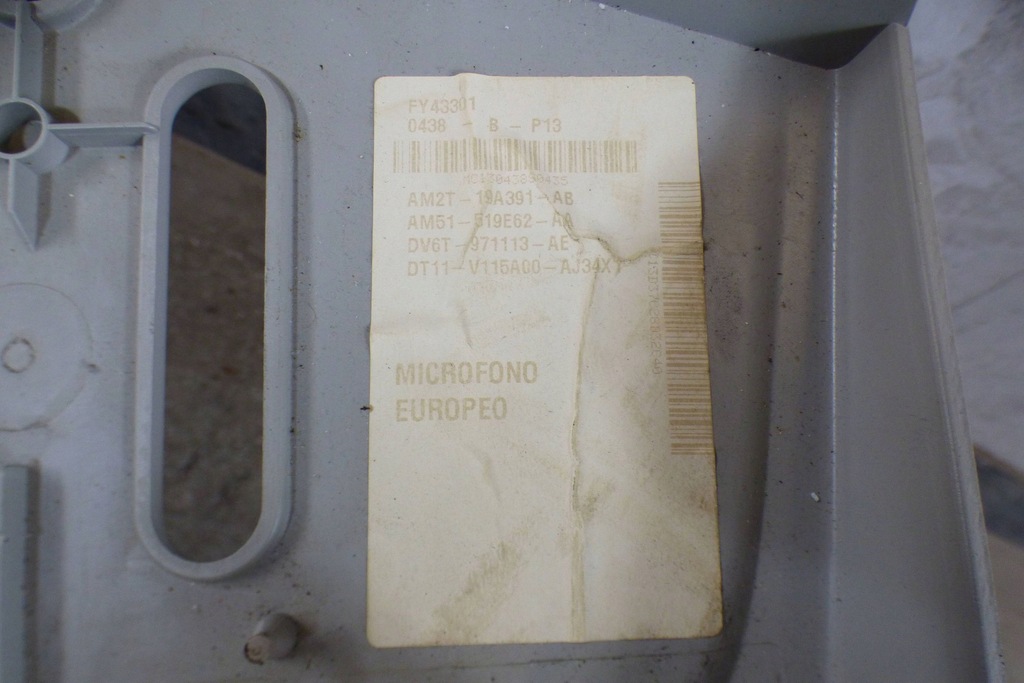 FY43301
0438 - B - P13
AM2T-19A391-AB
AM51-519E62-AA
DV6T-971113-AE
DT11-V115A00-AJ34X
MICROFONO
EUROPEO